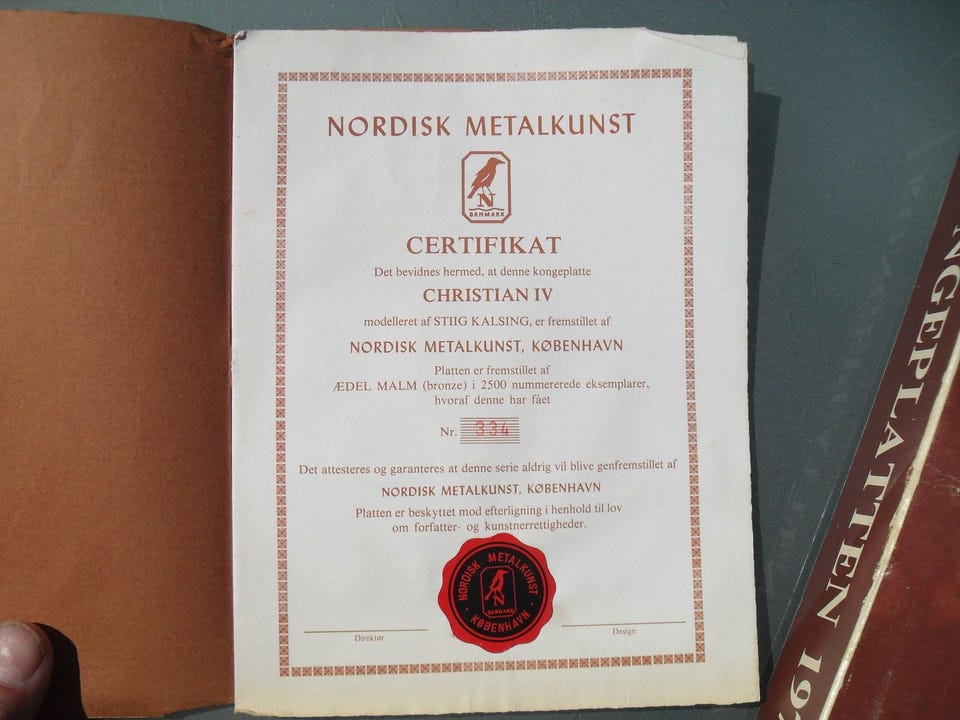 NORDISK METALKUNST
N
DANMARK
CERTIFIKAT
Det bevidnes hermed, at denne kongeplatte
CHRISTIAN IV
modelleret af STIIG KALSING, er fremstillet af
NORDISK METALKUNST, KØBENHAVN
Platten er fremstillet af
ÆDEL MALM (bronze) i 2500 nummererede eksemplarer,
hvoraf denne har fået
Nr. 334
Det attesteres og garanteres at denne serie aldrig vil blive genfremstillet af
NORDISK METALKUNST, KØBENHAVN
Platten er beskyttet mod efterligning i henhold til lov
om forfatter- og kunstnerrettigheder.
NORDISK METALKUNST
N
DANMARK
KØBENHAVN
Direktør
Design
NGEPLATTEN 197